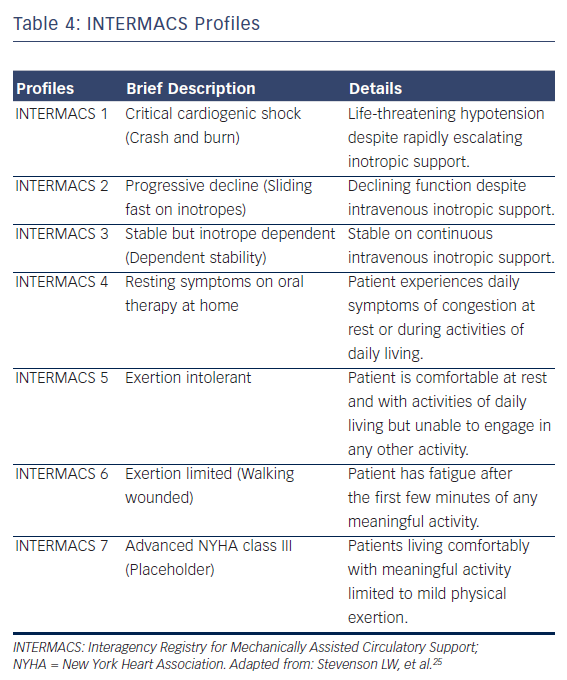 Table 4: INTERMACS Profiles
Profiles Brief Description Details
INTERMACS 1 Critical cardiogenic shock Life-threatening hypotension
(Crash and burn) despite rapidly escalating
inotropic support.
INTERMACS 2 Progressive decline (Sliding Declining function despite
fast on inotropes) intravenous inotropic support.
INTERMACS 3 Stable but inotrope dependent Stable on continuous
(Dependent stability) intravenous inotropic support.
INTERMACS 4 Resting symptoms on oral Patient experiences daily
therapy at home symptoms of congestion at
rest or during activities of
daily living.
INTERMACS 5 Exertion intolerant Patient is comfortable at rest
and with activities of daily
living but unable to engage in
any other activity.
INTERMACS 6 Exertion limited (Walking Patient has fatigue after
wounded) the first few minutes of any
meaningful activity.
INTERMACS 7 Advanced NYHA class III Patients living comfortably
(Placeholder) with meaningful activity
limited to mild physical
exertion.
INTERMACS: Interagency Registry for Mechanically Assisted Circulatory Support;
NYHA = New York Heart Association. Adapted from: Stevenson LW, et al.25